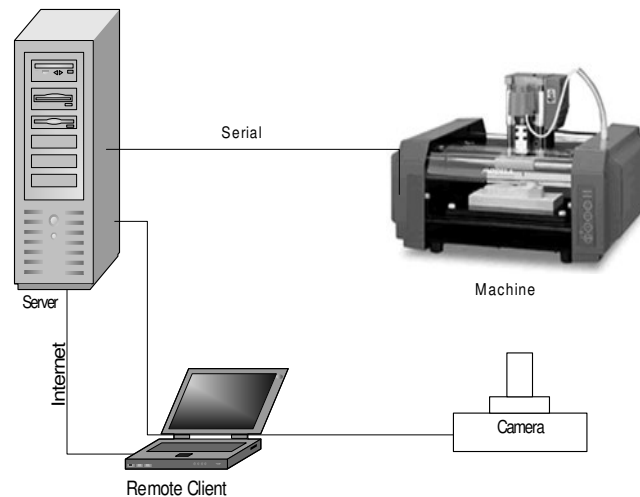 Serial
Machine
Server
Internet
Camera
Remote Client